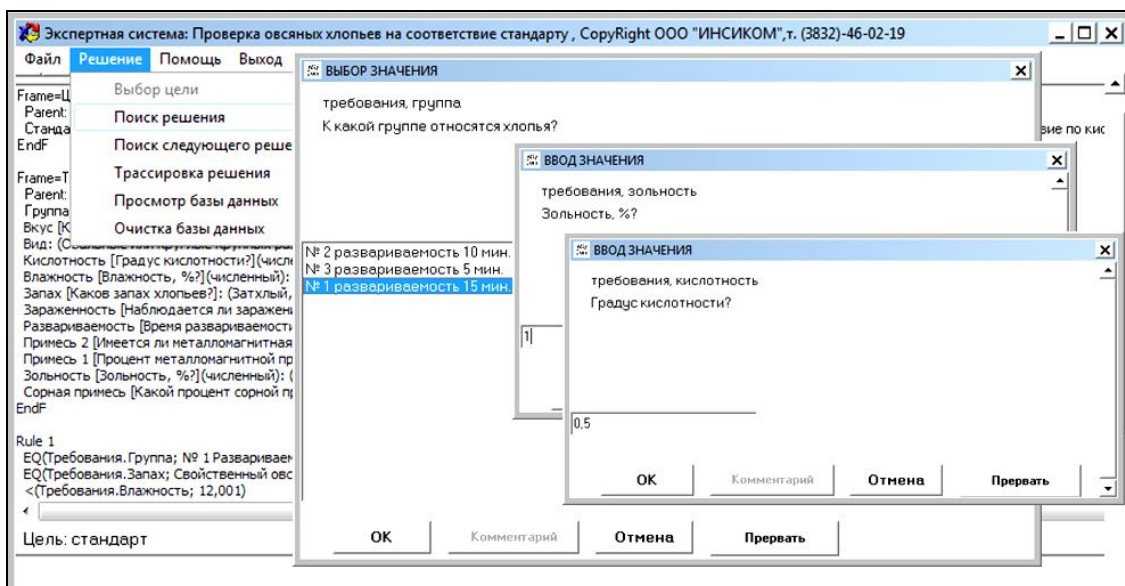 Экспертная система: Проверка овсяных хлопьев на соответствие стандарту , CopyRight ООО "ИНСИКОМ",т. (3832)-46-02-19
Файл Решение Помощь Выход
Выбор цели
Поиск решения
Поиск следующего реше
Трассировка решения
Просмотр базы данных
Очистка базы данных
Frame=Ц
Parent:
Станда
EndF
вие по кис
Frame=Т
Parent:
Группа
Вкус [К
Вид: (О
Кислотность [Градус кислотности?](числе
Влажность [Влажность, %?](численный):
Запах [Каков запах хлопьев?]: (Затхлый,
Зараженность [Наблюдается ли заражен
Развариваемость [Время развариваемости
Примесь 2 [Имеется ли металломагнитная
Примесь 1 [Процент металломагнитной пр
Зольность [Зольность, %?](численный): (
Сорная примесь [Какой процент сорной п
EndF
Rule 1
EQ(Требования.Группа; № 1 Разваривае
EQ(Требования.Запах; Свойственный овс
<(Требования.Влажность; 12,001)
Цель: стандарт
ВЫБОР ЗНАЧЕНИЯ
требования, группа
К какой группе относятся хлопья?
№ 2 развариваемость 10 мин.
№ 3 развариваемость 5 мин.
№ 1 развариваемость 15 мин.
OK Комментарий Отмена Прервать
ВВОД ЗНАЧЕНИЯ
требования, зольность
Зольность, %?
1
ВВОД ЗНАЧЕНИЯ
требования, кислотность
Градус кислотности?
0,5
OK Комментарий Отмена Прервать